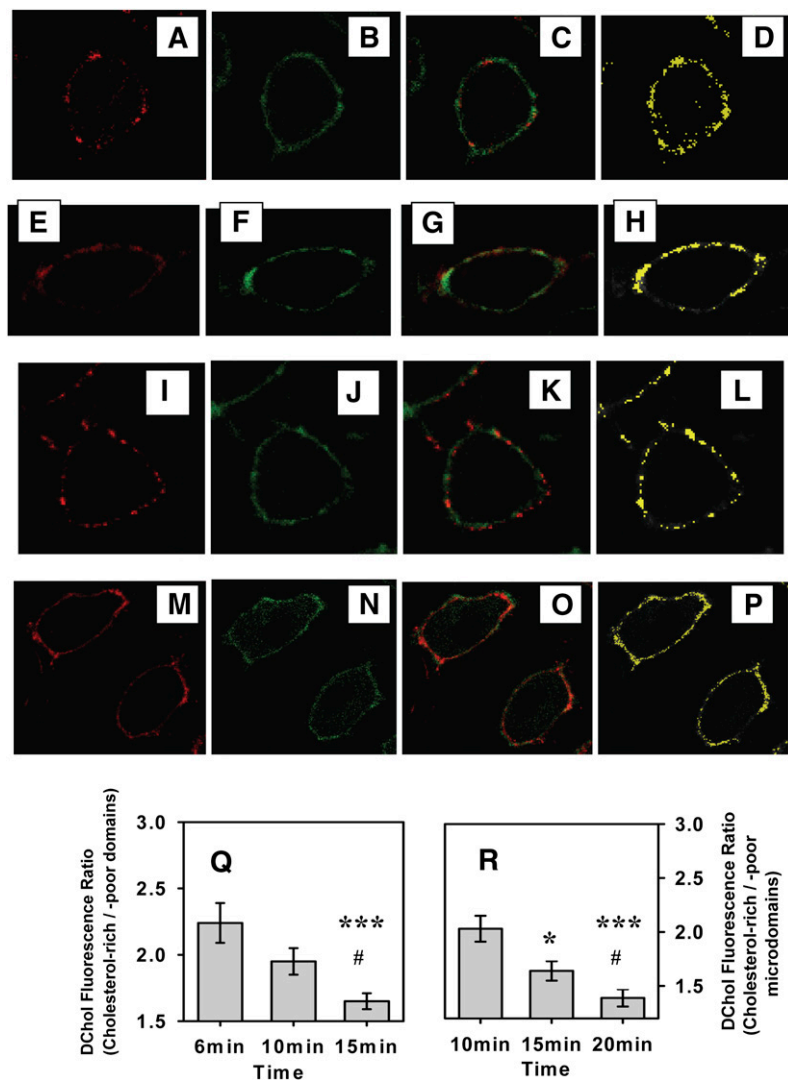 A B C D
E F G H
I J K L
M N O P
DChol Fluorescence Ratio
(Cholesterol-rich / -poor domains)
3.0
2.5
2.0
1.5
Q
***
#
6min 10min 15min
Time
R
*
***
#
10min 15min 20min
Time
3.0
2.5
2.0
1.5
DChol Fluorescence Ratio
(Cholesterol-rich / -poor
microdomains)